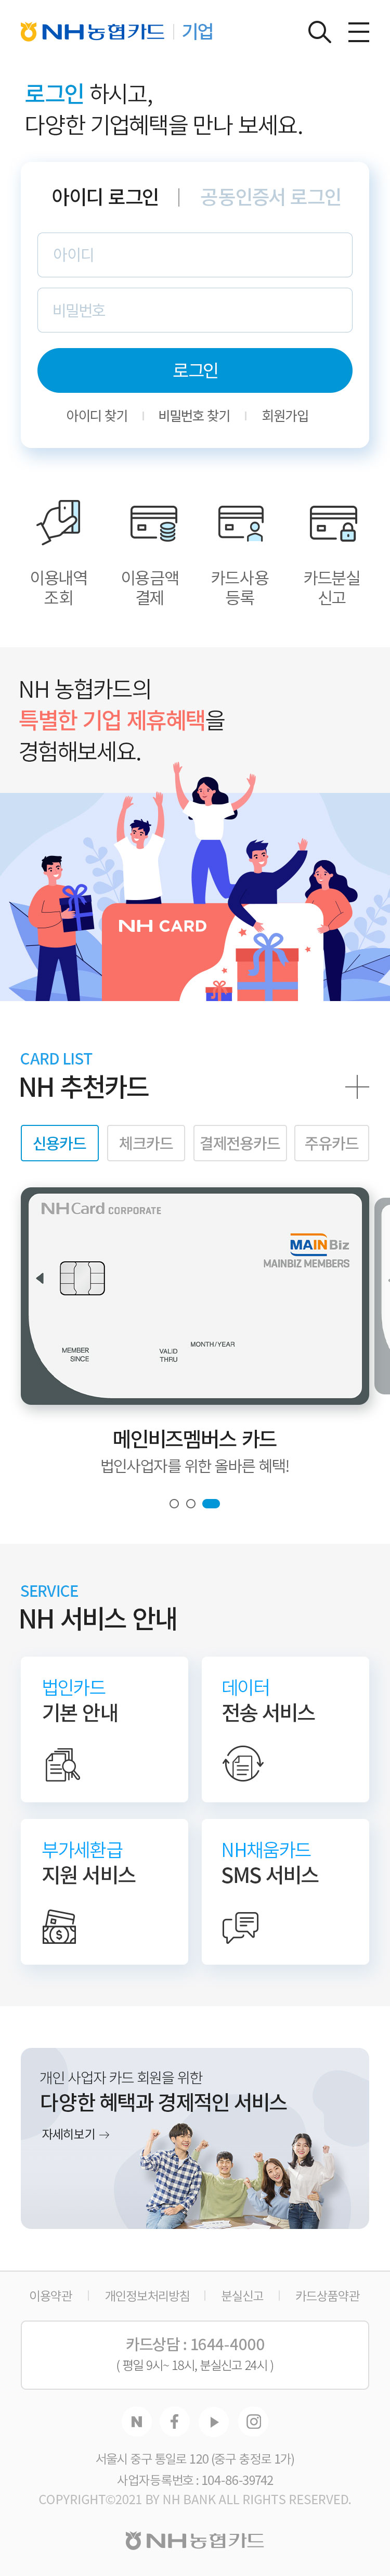 NH농협카드 기업
로그인 하시고,
다양한 기업혜택을 만나 보세요.
아이디 로그인 | 공동인증서 로그인
아이디
비밀번호
로그인
아이디 찾기 | 비밀번호 찾기 | 회원가입
이용내역 이용금액 카드사용 카드분실
조회 결제 등록 신고
NH 농협카드의
특별한 기업 제휴혜택을
경험해보세요.
NH CARD
CARD LIST
NH 추천카드
신용카드 체크카드 결제전용카드 주유카드
NH Card CORPORATE
MAINBiz
MAINBIZ MEMBERS
MONTH/YEAR
MEMBER VALID
SINCE THRU
메인비즈멤버스 카드
법인사업자를 위한 올바른 혜택!
SERVICE
NH 서비스 안내
법인카드
기본 안내
데이터
전송 서비스
부가세환급
지원 서비스
NH채움카드
SMS 서비스
개인 사업자 카드 회원을 위한
다양한 혜택과 경제적인 서비스
자세히보기 →
이용약관 | 개인정보처리방침 | 분실신고 | 카드상품약관
카드상담 : 1644-4000
( 평일 9시~ 18시, 분실신고 24시 )
N
서울시 중구 통일로 120 (중구 충정로 1가)
사업자등록번호 : 104-86-39742
COPYRIGHT©2021 BY NH BANK ALL RIGHTS RESERVED.
NH농협카드